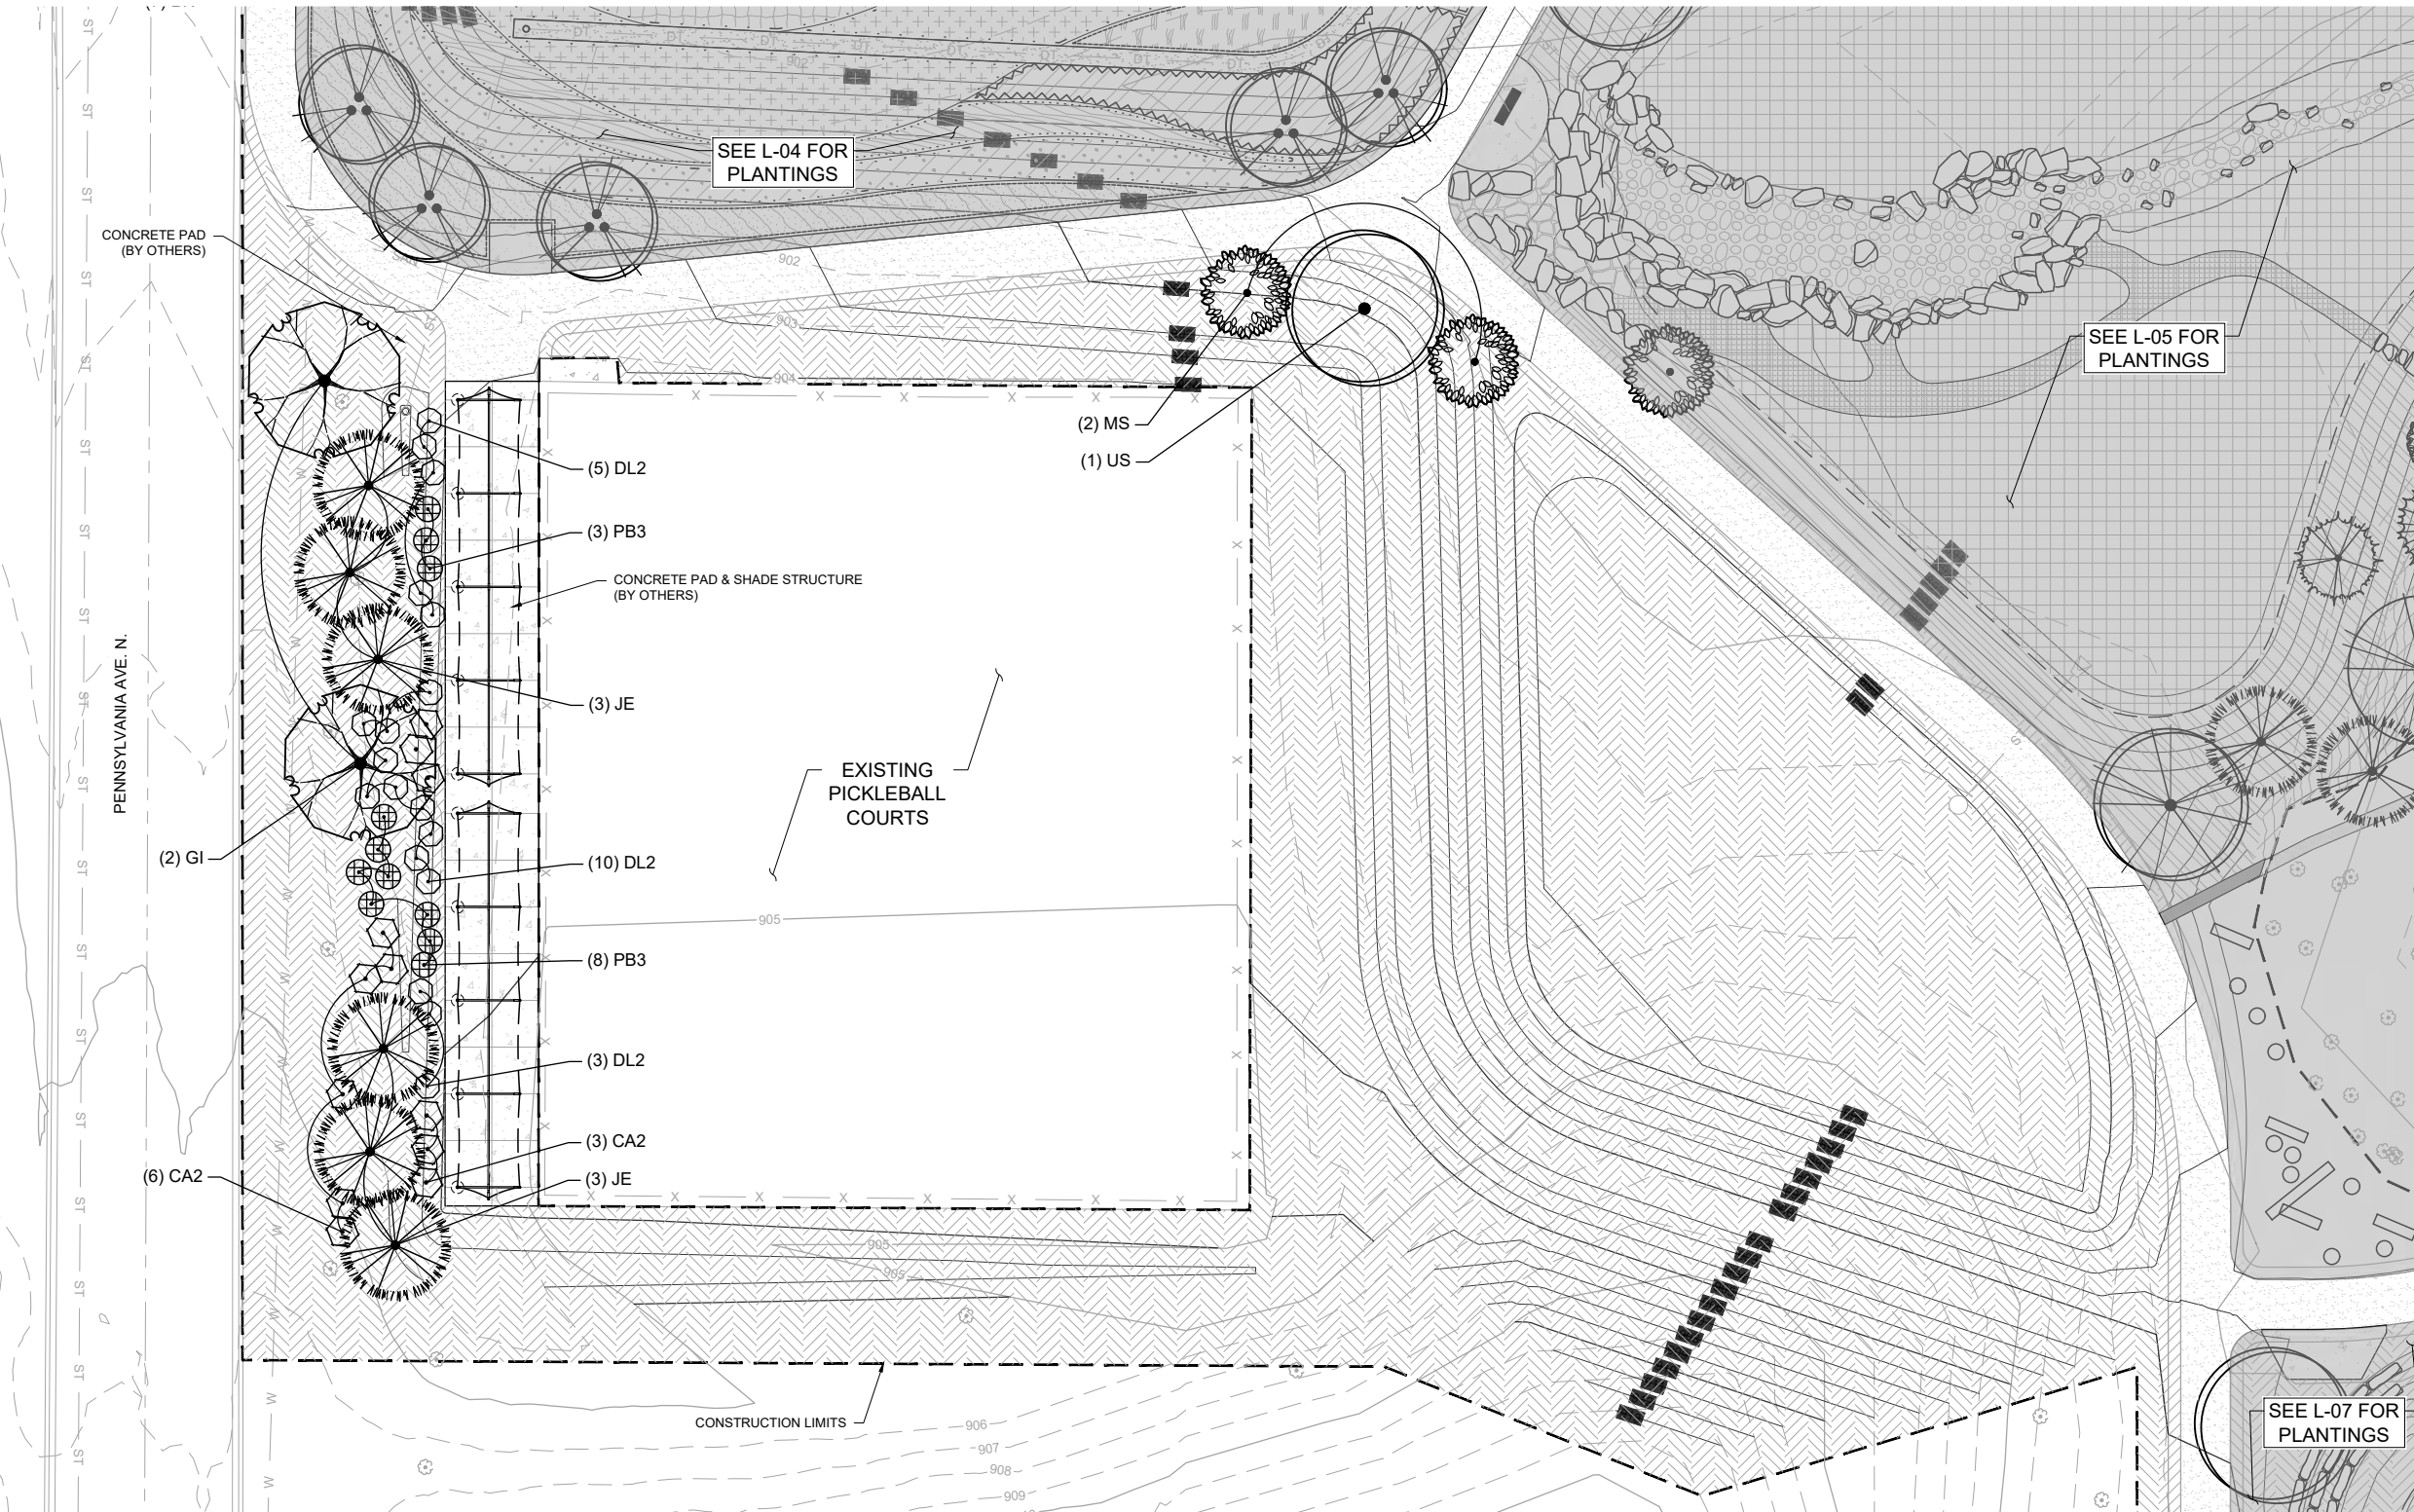 SEE L-04 FOR
PLANTINGS
CONCRETE PAD
(BY OTHERS)
902
902
903
904
SEE L-05 FOR
PLANTINGS
(2) MS
(1) US
(5) DL2
(3) PB3
CONCRETE PAD & SHADE STRUCTURE
(BY OTHERS)
PENNSYLVANIA AVE. N.
(3) JE
EXISTING
PICKLEBALL
COURTS
(2) GI
(10) DL2
905
(8) PB3
(3) DL2
(3) CA2
(6) CA2
(3) JE
905
905
CONSTRUCTION LIMITS
906
907
908
909
SEE L-07 FOR
PLANTINGS